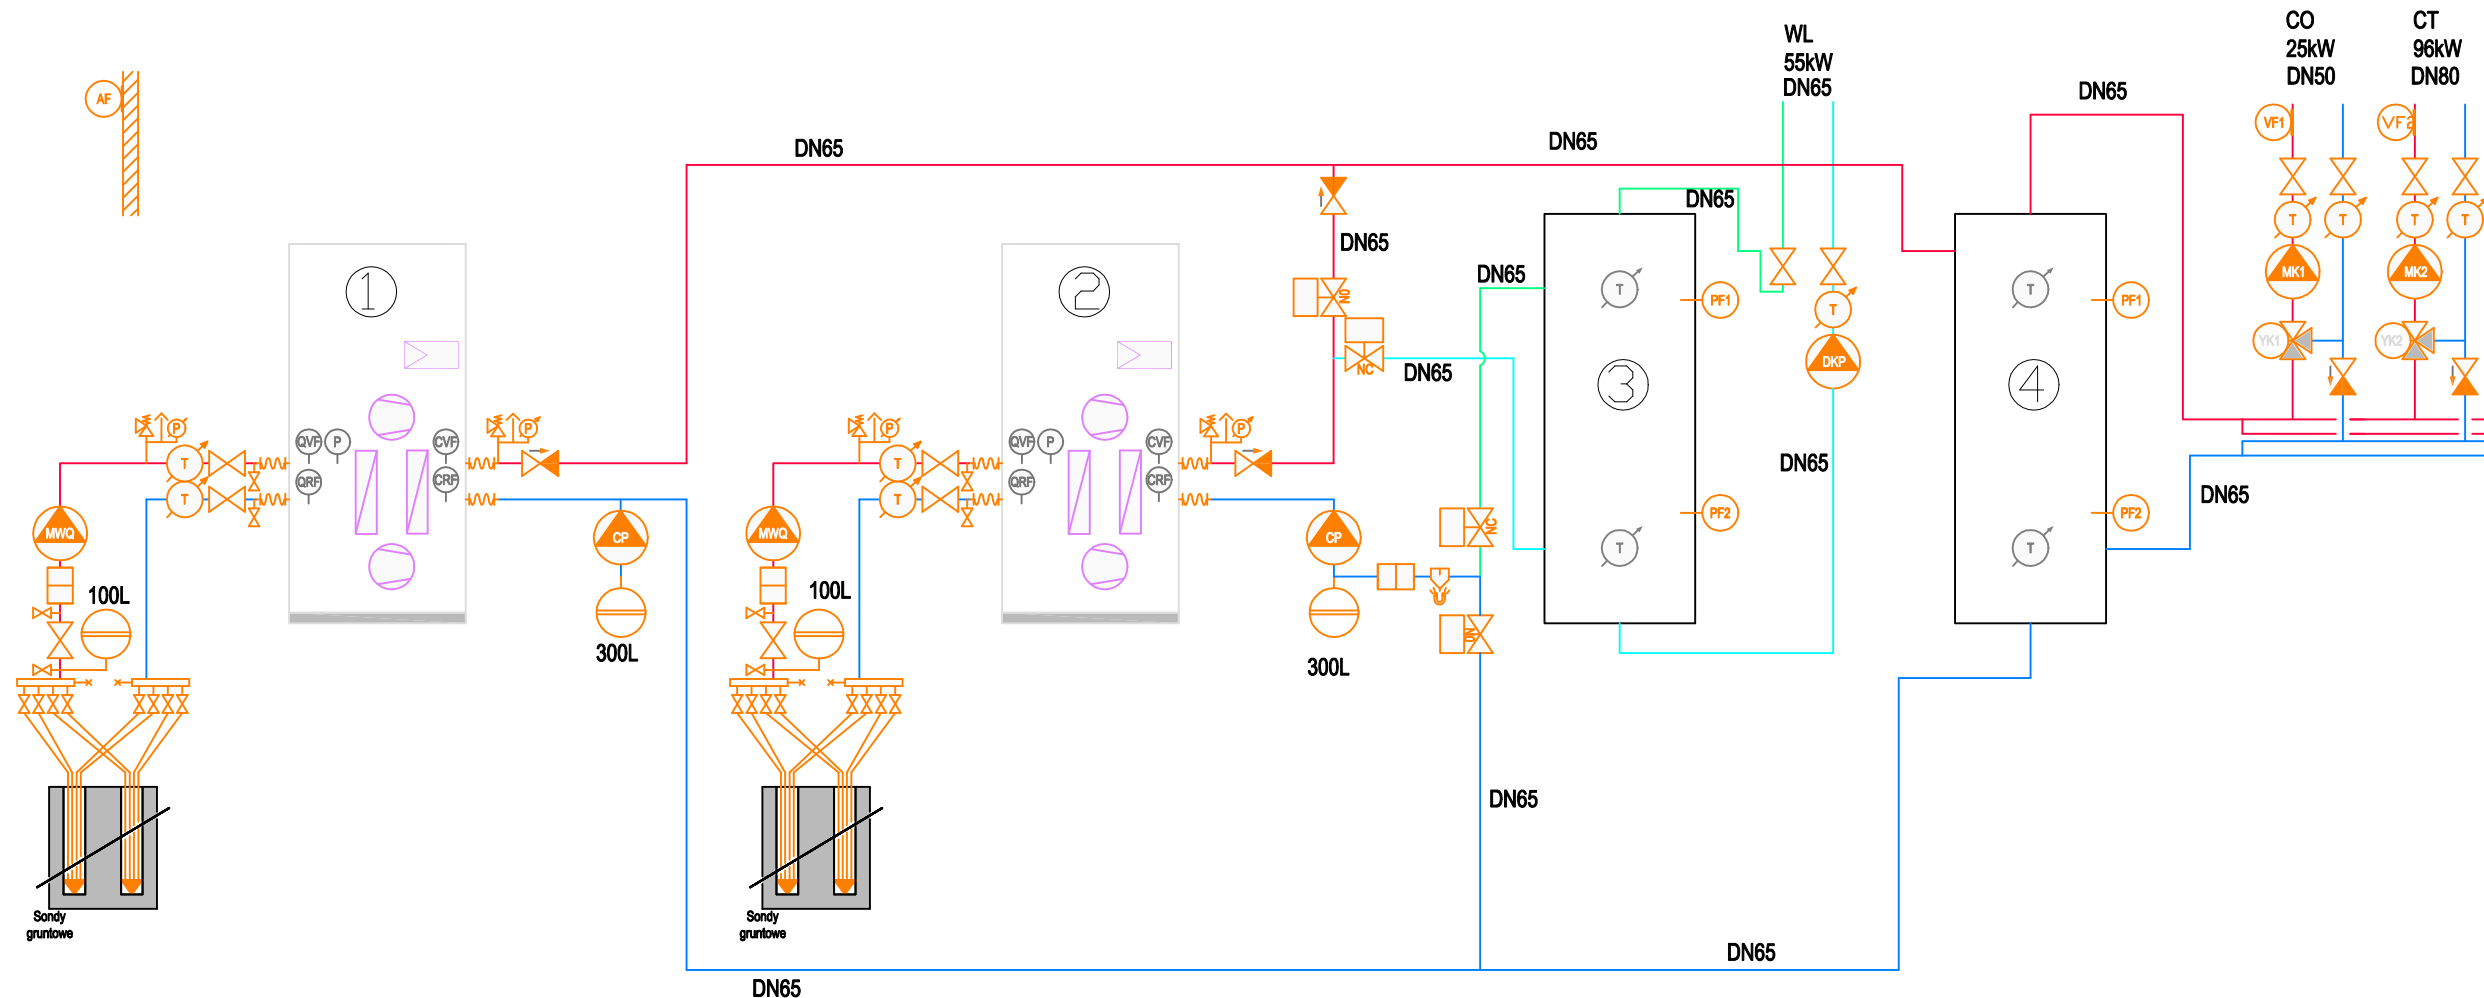 CO
25kW
DN50
CT
96kW
DN80
WL
55kW
DN65
DN65
AF
VF1
VF2
DN65
DN65
DN65
DN65
DN65
T
T
T
T
MK1
MK2
1
2
T
T
PF1
PF1
NO
T
YK1
YK2
DKP
NC
DN65
3
4
P
P
P
P
QVF
P
CVF
QVF
P
CVF
T
T
DN65
QRF
CRF
QRF
CRF
T
T
DN65
MWQ
CP
MWQ
CP
NC
PF2
PF2
T
T
100L
100L
NO
300L
300L
DN65
Sondy
gruntowe
Sondy
gruntowe
DN65
DN65